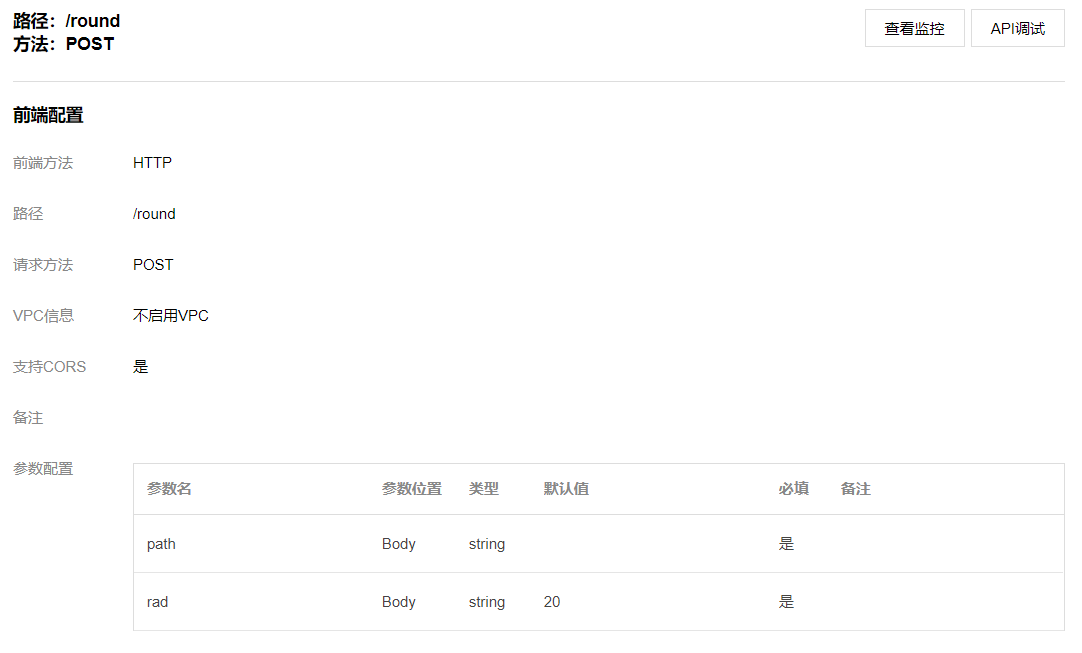 路径：/round
方法：POST
查看监控 API调试
前端配置
前端方法 HTTP
路径 /round
请求方法 POST
VPC信息 不启用VPC
支持CORS 是
备注
参数配置
参数名 参数位置 类型 默认值 必填 备注
path Body string 是
rad Body string 20 是